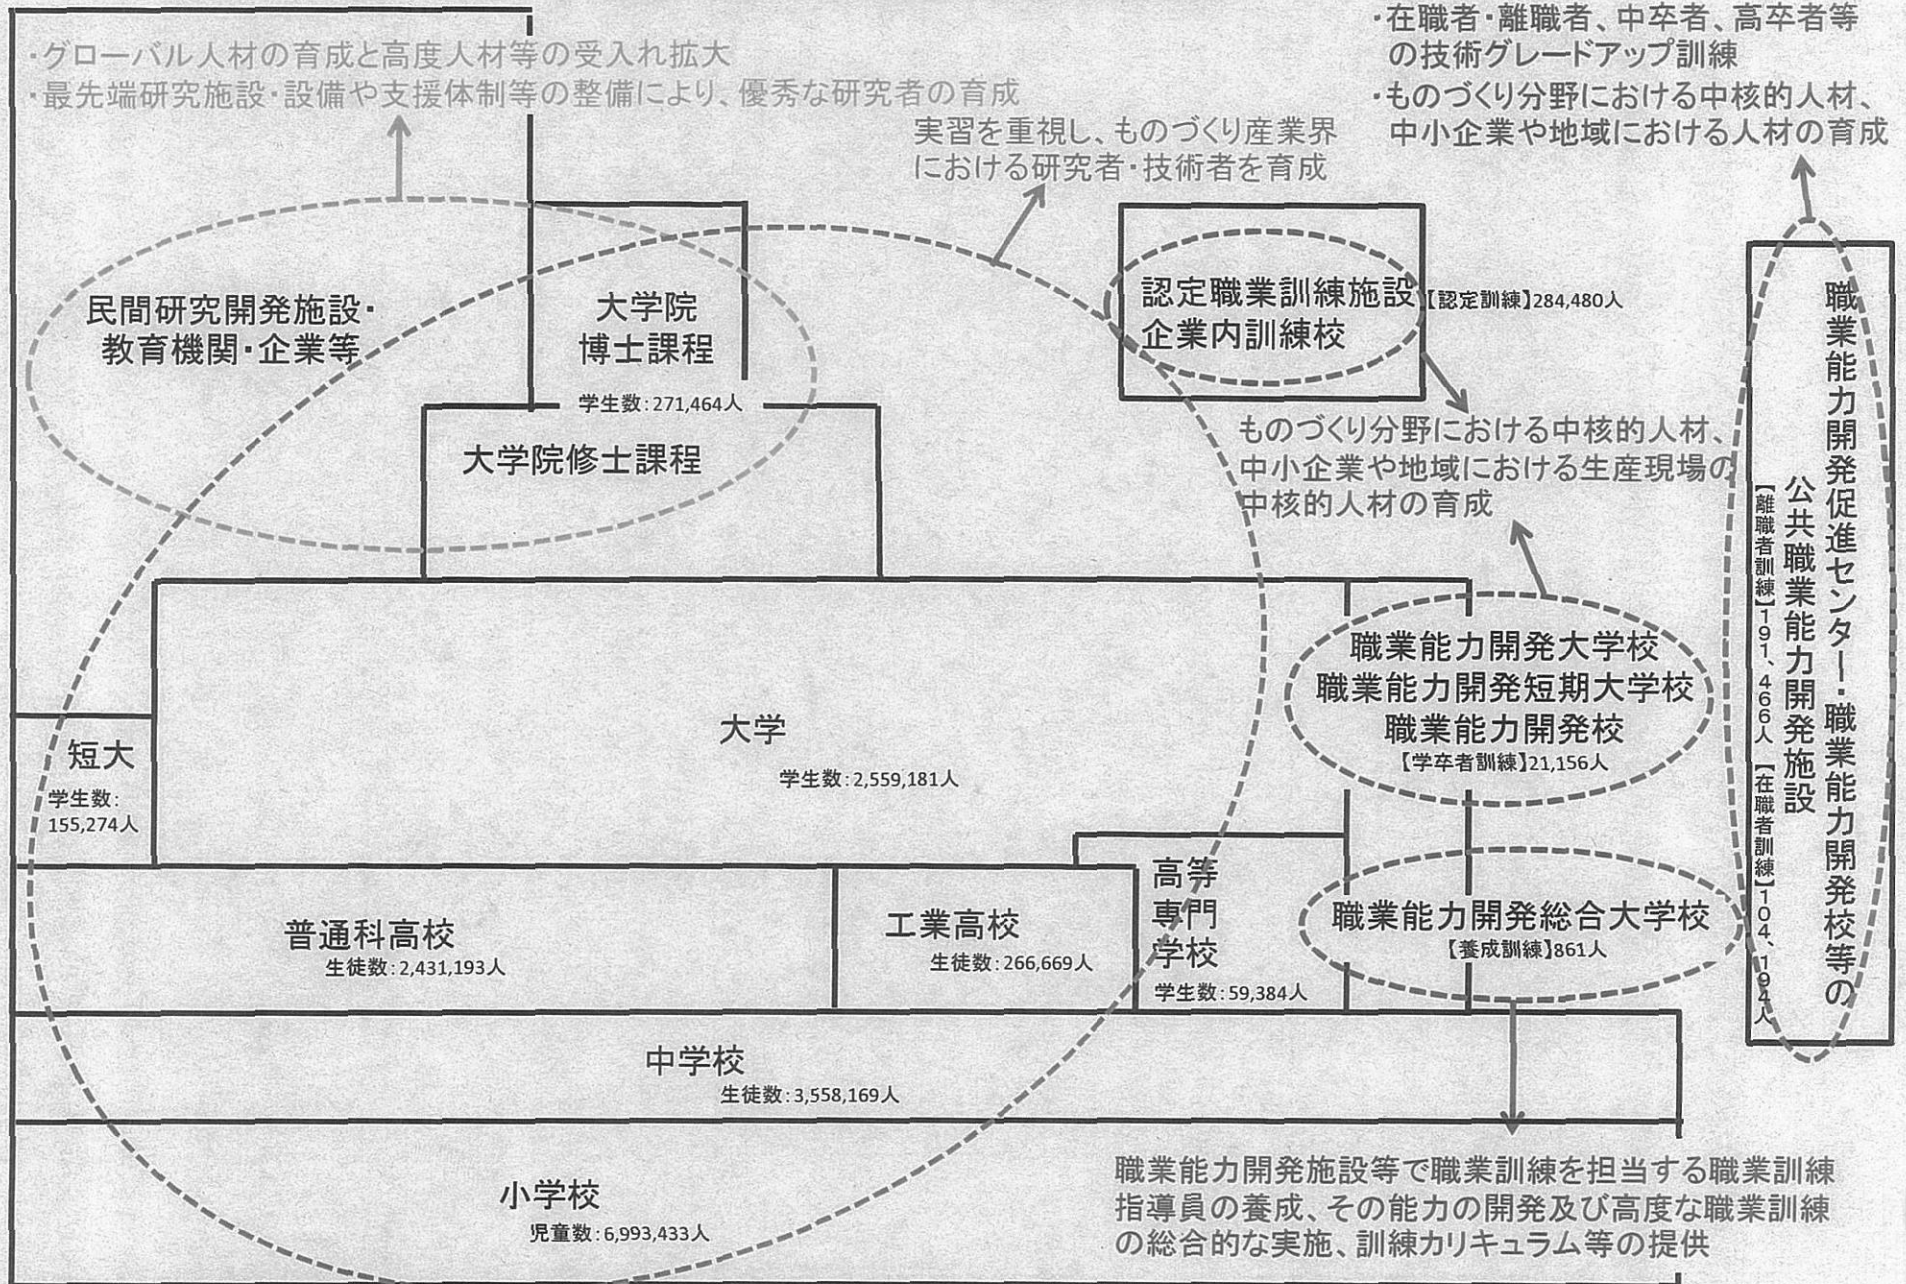 ・グローバル人材の育成と高度人材等の受入れ拡大
・最先端研究施設・設備や支援体制等の整備により、優秀な研究者の育成
実習を重視し、ものづくり産業界
における研究者・技術者を育成
・在職者・離職者、中卒者、高卒者等
の技術グレードアップ訓練
・ものづくり分野における中核的人材、
中小企業や地域における人材の育成
民間研究開発施設・
教育機関・企業等
大学院
博士課程
学生数:271,464人
大学院修士課程
認定職業訓練施設
企業内訓練校
【認定訓練】284,480人
ものづくり分野における中核的人材、
中小企業や地域における生産現場の
中核的人材の育成
職業能力開発促進センター・職業能力開発校等の
公共職業能力開発施設
【離職者訓練】191、466人 【在職者訓練】104、194人
短大
学生数:
155,274人
大学
学生数:2,559,181人
職業能力開発大学校
職業能力開発短期大学校
職業能力開発校
【学卒者訓練】21,156人
普通科高校
生徒数:2,431,193人
工業高校
生徒数:266,669人
高等
専門
学校
学生数:59,384人
職業能力開発総合大学校
【養成訓練】861人
中学校
生徒数:3,558,169人
小学校
児童数:6,993,433人
職業能力開発施設等で職業訓練を担当する職業訓練
指導員の養成、その能力の開発及び高度な職業訓練
の総合的な実施、訓練カリキュラム等の提供